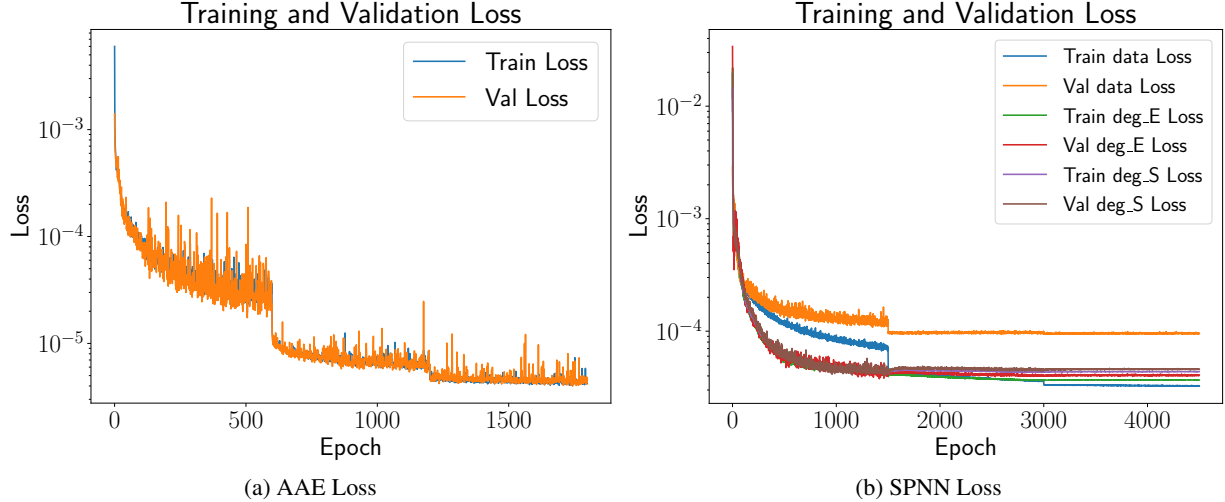 Training and Validation Loss
Train Loss
Val Loss
10⁻³
10⁻⁴
10⁻⁵
Loss
0
500
1000
1500
Epoch
(a) AAE Loss
Training and Validation Loss
Train data Loss
Val data Loss
Train deg_E Loss
Val deg_E Loss
Train deg_S Loss
Val deg_S Loss
10⁻²
10⁻³
10⁻⁴
Loss
0
1000
2000
3000
4000
Epoch
(b) SPNN Loss